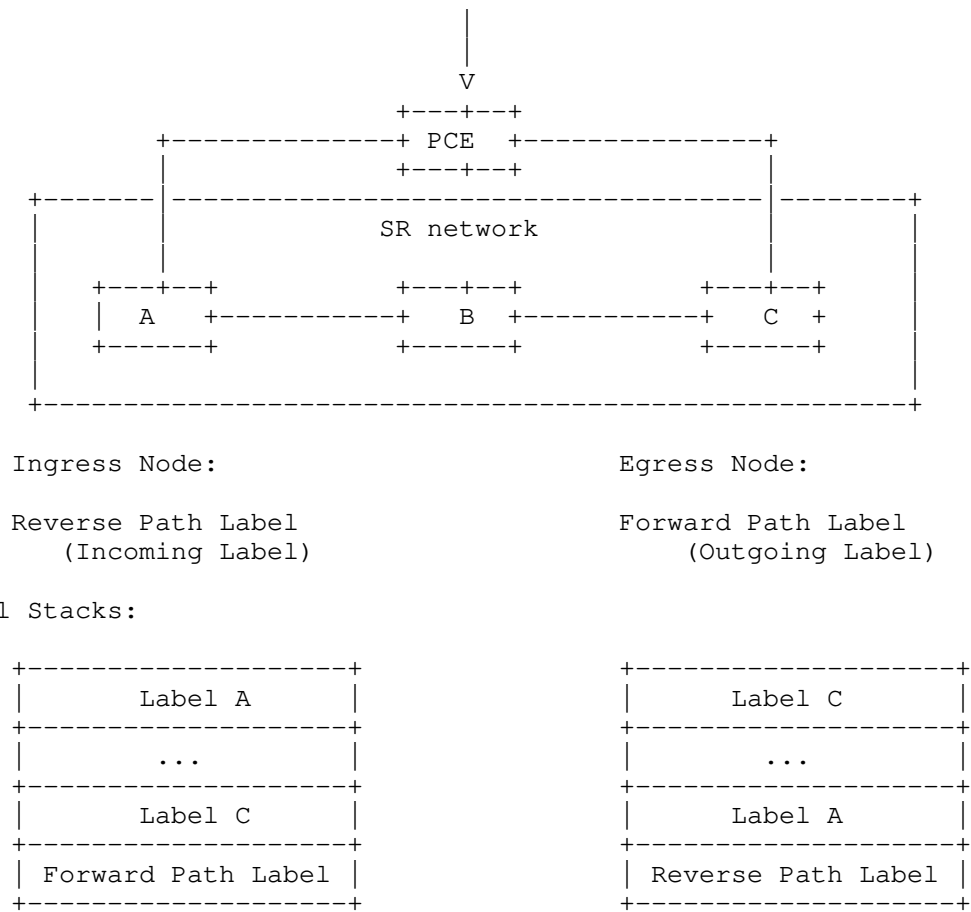 V
PCE
SR network
A B C
Ingress Node: Egress Node:
Reverse Path Label Forward Path Label
(Incoming Label) (Outgoing Label)
l Stacks:
Label A Label C
... ...
Label C Label A
Forward Path Label Reverse Path Label